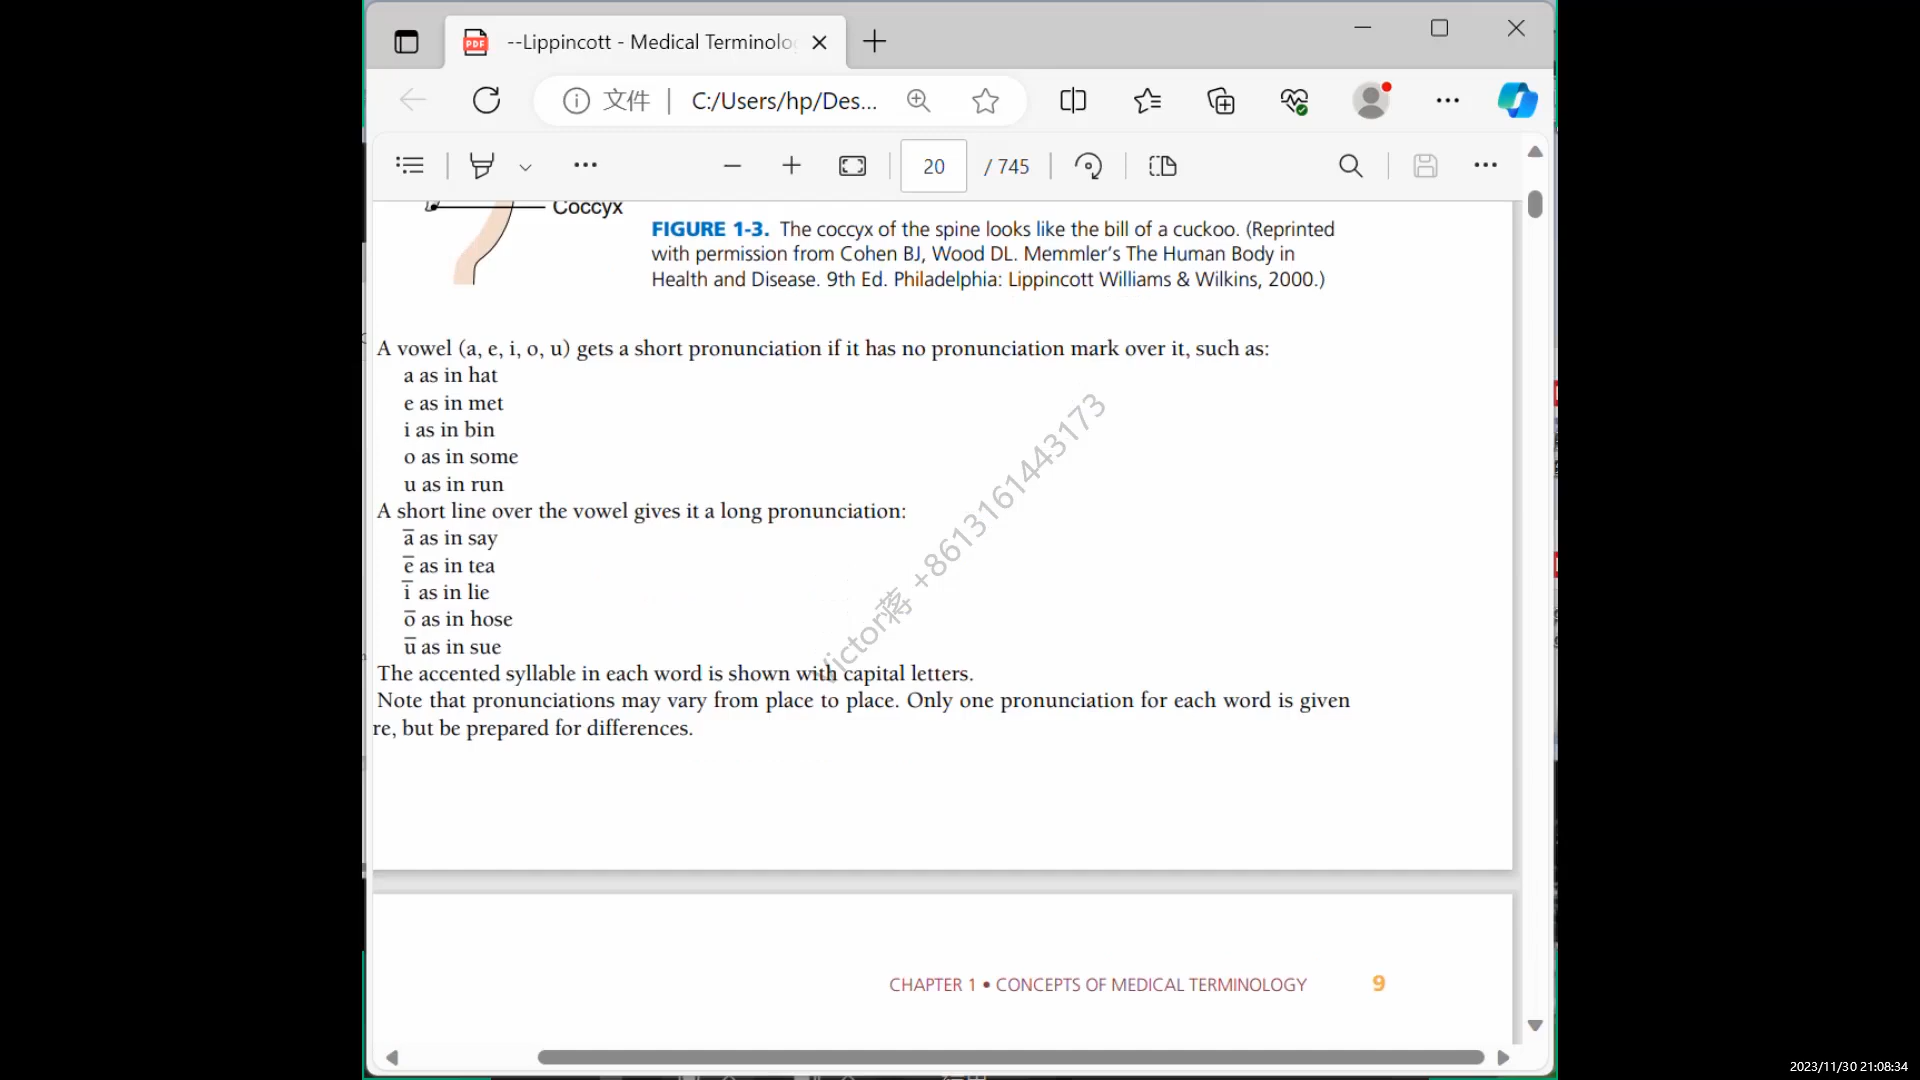 --Lippincott - Medical Terminolo
文件
C:/Users/hp/Des...
20 / 745
Coccyx
FIGURE 1-3. The coccyx of the spine looks like the bill of a cuckoo. (Reprinted
with permission from Cohen BJ, Wood DL. Memmler's The Human Body in
Health and Disease. 9th Ed. Philadelphia: Lippincott Williams & Wilkins, 2000.)
A vowel (a, e, i, o, u) gets a short pronunciation if it has no pronunciation mark over it, such as:
a as in hat
e as in met
i as in bin
o as in some
u as in run
A short line over the vowel gives it a long pronunciation:
ā as in say
ē as in tea
ī as in lie
ō as in hose
ū as in sue
The accented syllable in each word is shown with capital letters.
Note that pronunciations may vary from place to place. Only one pronunciation for each word is given
re, but be prepared for differences.
Victor蒋 +8613161443173
CHAPTER 1 • CONCEPTS OF MEDICAL TERMINOLOGY 9
2023/11/30 21:08:34